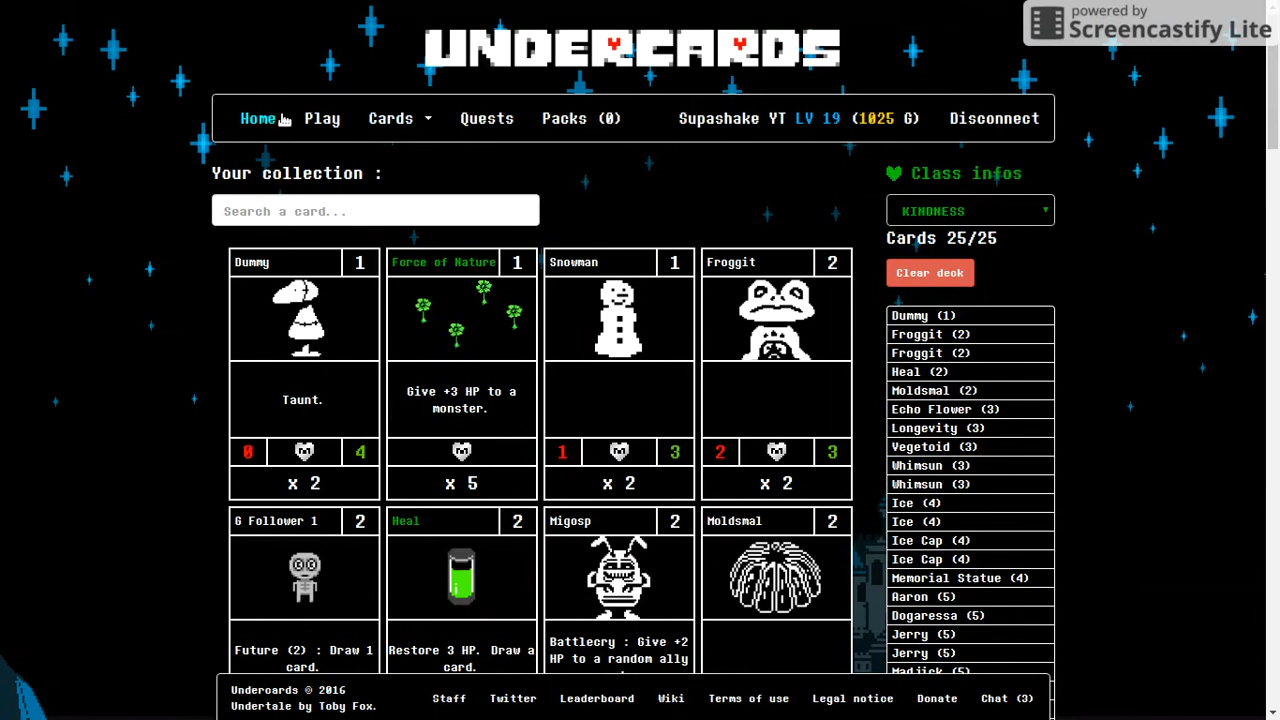 powered by
Screencastify Lite
UNDERCARDS
Home Play Cards Quests Packs (0) Supashake YT LV 19 (1025 G) Disconnect
Your collection :
Search a card...
Dummy 1
Taunt.
0 4
x 2
Force of Nature 1
Give +3 HP to a
monster.
x 5
Snowman 1
1 3
x 2
Froggit 2
2 3
x 2
G Follower 1 2
Future (2) : Draw 1
card.
Heal 2
Restore 3 HP. Draw a
card.
Migosp 2
Battlecry : Give +2
HP to a random ally
Moldsmal 2
Class infos
KINDNESS
Cards 25/25
Clear deck
Dummy (1)
Froggit (2)
Froggit (2)
Heal (2)
Moldsmal (2)
Echo Flower (3)
Longevity (3)
Vegetoid (3)
Whimsun (3)
Whimsun (3)
Ice (4)
Ice (4)
Ice Cap (4)
Ice Cap (4)
Memorial Statue (4)
Aaron (5)
Dogaressa (5)
Jerry (5)
Jerry (5)
Madjick (5)
Undercards © 2016
Undertale by Toby Fox.
Staff Twitter Leaderboard Wiki Terms of use Legal notice Donate Chat (3)